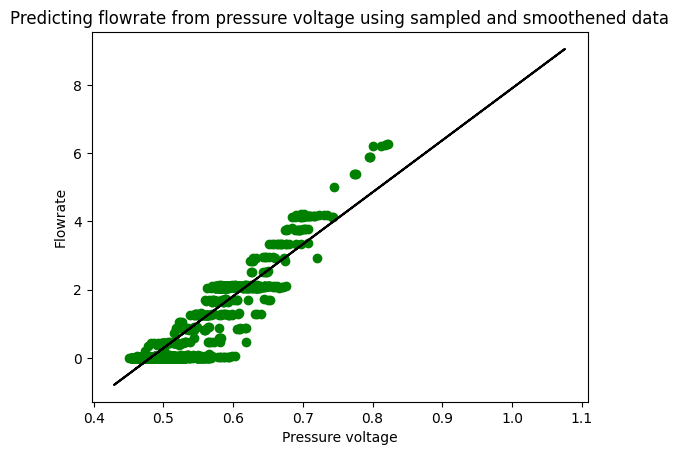 Predicting flowrate from pressure voltage using sampled and smoothened data
8
6
4
2
0
Flowrate
0.4 0.5 0.6 0.7 0.8 0.9 1.0 1.1
Pressure voltage